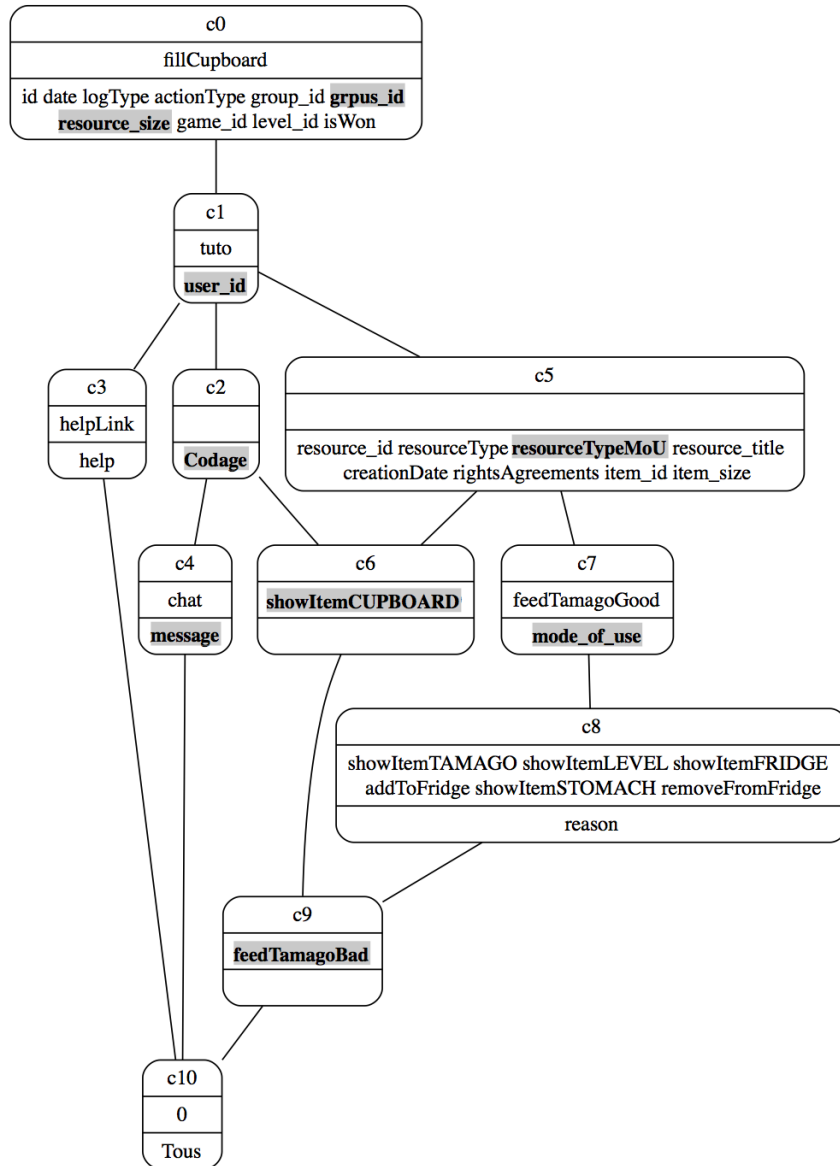 c0
fillCupboard
id date logType actionType group_id grpus_id
resource_size game_id level_id isWon
c1
tuto
user_id
c3
helpLink
help
c2
Codage
c5
resource_id resourceType resourceTypeMoU resource_title
creationDate rightsAgreements item_id item_size
c4
chat
message
c6
showItemCUPBOARD
c7
feedTamagoGood
mode_of_use
c8
showItemTAMAGO showItemLEVEL showItemFRIDGE
addToFridge showItemSTOMACH removeFromFridge
reason
c9
feedTamagoBad
c10
0
Tous